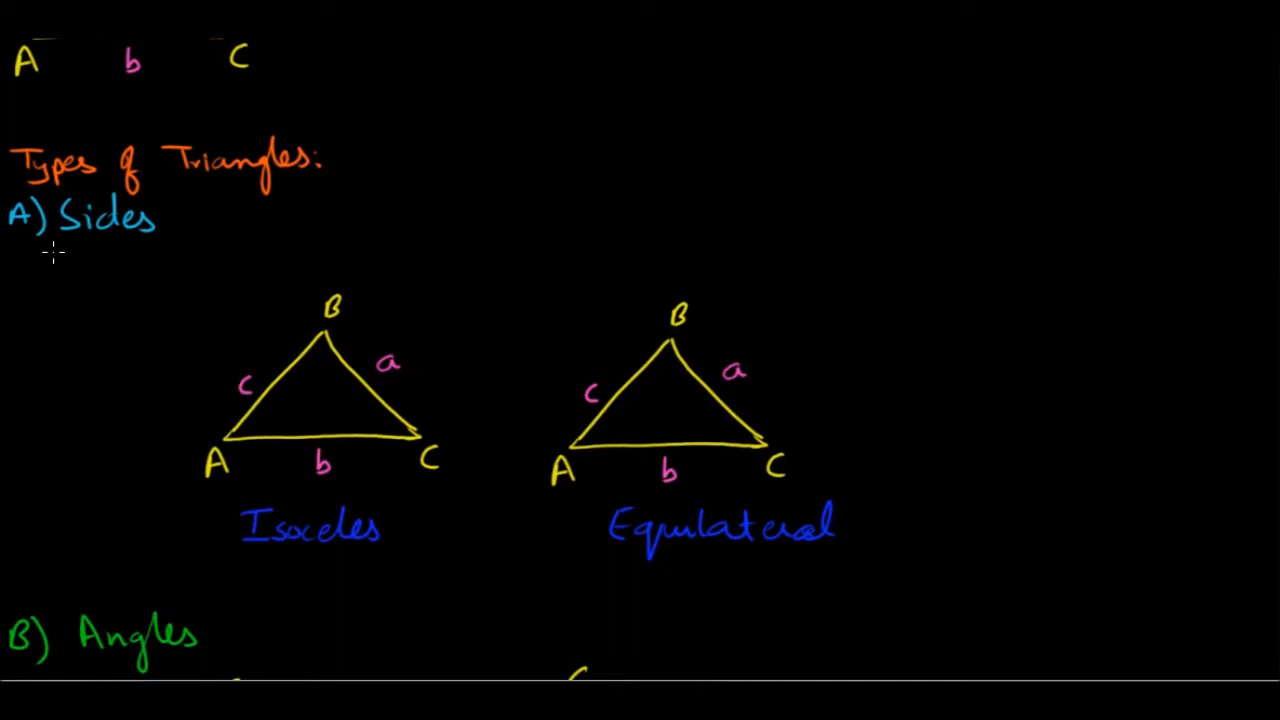 A b C
Types of Triangles:
A) Sides
B B
c a c a
A b C A b C
Isoceles Equilateral
B) Angles